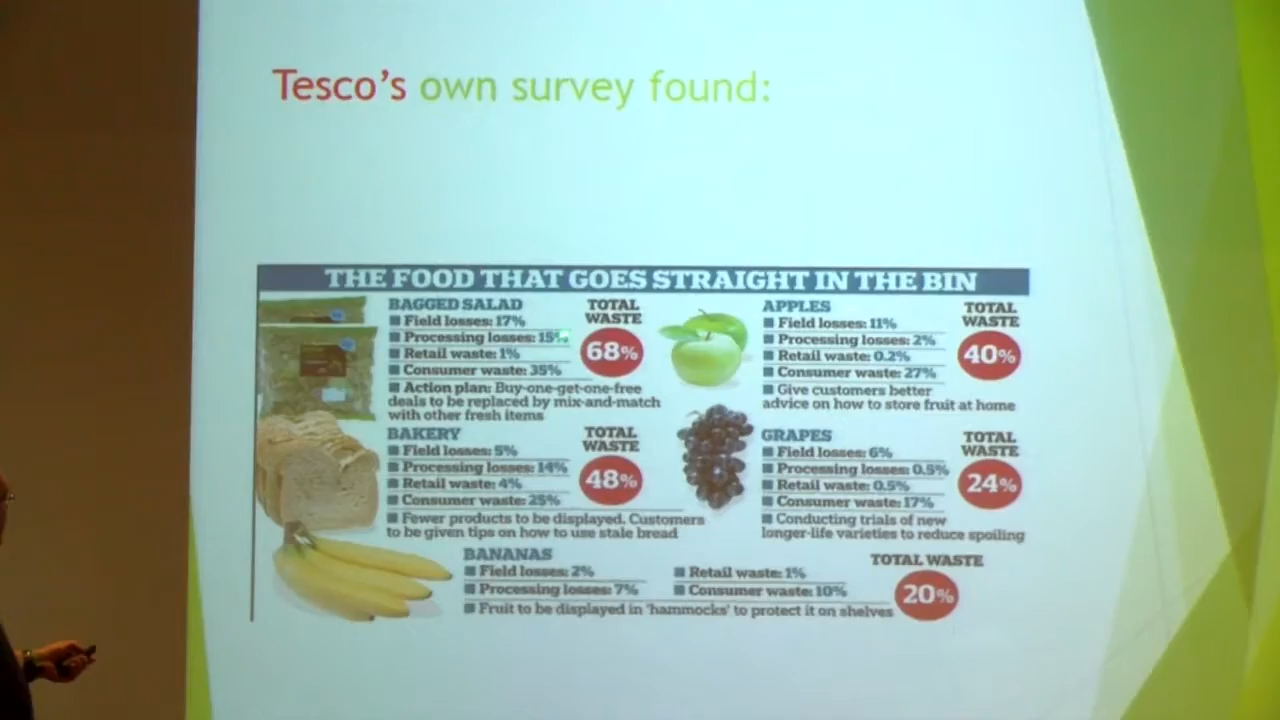 Tesco's own survey found:
THE FOOD THAT GOES STRAIGHT IN THE BIN
BAGGED SALAD
Field losses: 17%
Processing losses: 15%
Retail waste: 1%
Consumer waste: 35%
Action plan: Buy-one-get-one-free
deals to be replaced by mix-and-match
with other fresh items
TOTAL
WASTE
68%
APPLES
Field losses: 11%
Processing losses: 2%
Retail waste: 0.2%
Consumer waste: 27%
Give customers better
advice on how to store fruit at home
TOTAL
WASTE
40%
BAKERY
Field losses: 5%
Processing losses: 14%
Retail waste: 4%
Consumer waste: 25%
Fewer products to be displayed. Customers
to be given tips on how to use stale bread
TOTAL
WASTE
48%
GRAPES
Field losses: 6%
Processing losses: 0.5%
Retail waste: 0.5%
Consumer waste: 17%
Conducting trials of new
longer-life varieties to reduce spoiling
TOTAL
WASTE
24%
BANANAS
Field losses: 2%
Processing losses: 7%
Retail waste: 1%
Consumer waste: 10%
Fruit to be displayed in 'hammocks' to protect it on shelves
TOTAL WASTE
20%